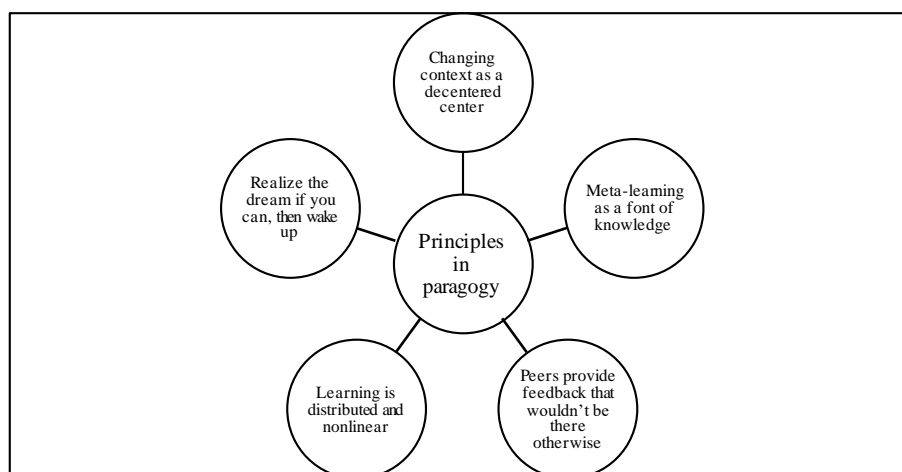 Changing
context as a
decentered
center
Realize the
dream if you
can, then wake
up
Meta-learning
as a font of
knowledge
Principles
in
paragogy
Learning is
distributed and
nonlinear
Peers provide
feedback that
wouldn't be
there
otherwise